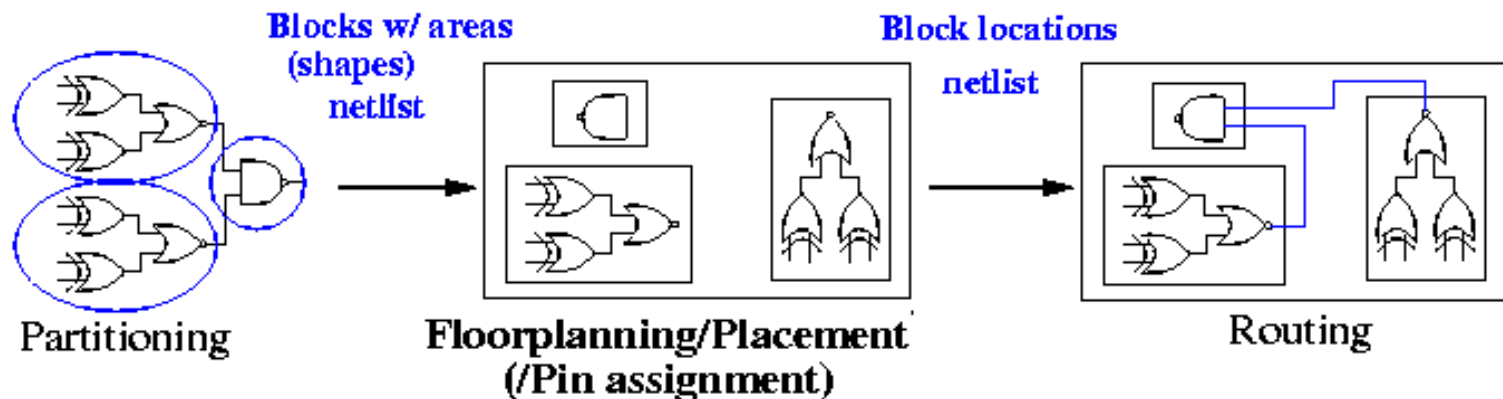 Blocks w/ areas
(shapes)
netlist
Block locations
netlist
Partitioning
Floorplanning/Placement
(/Pin assignment)
Routing